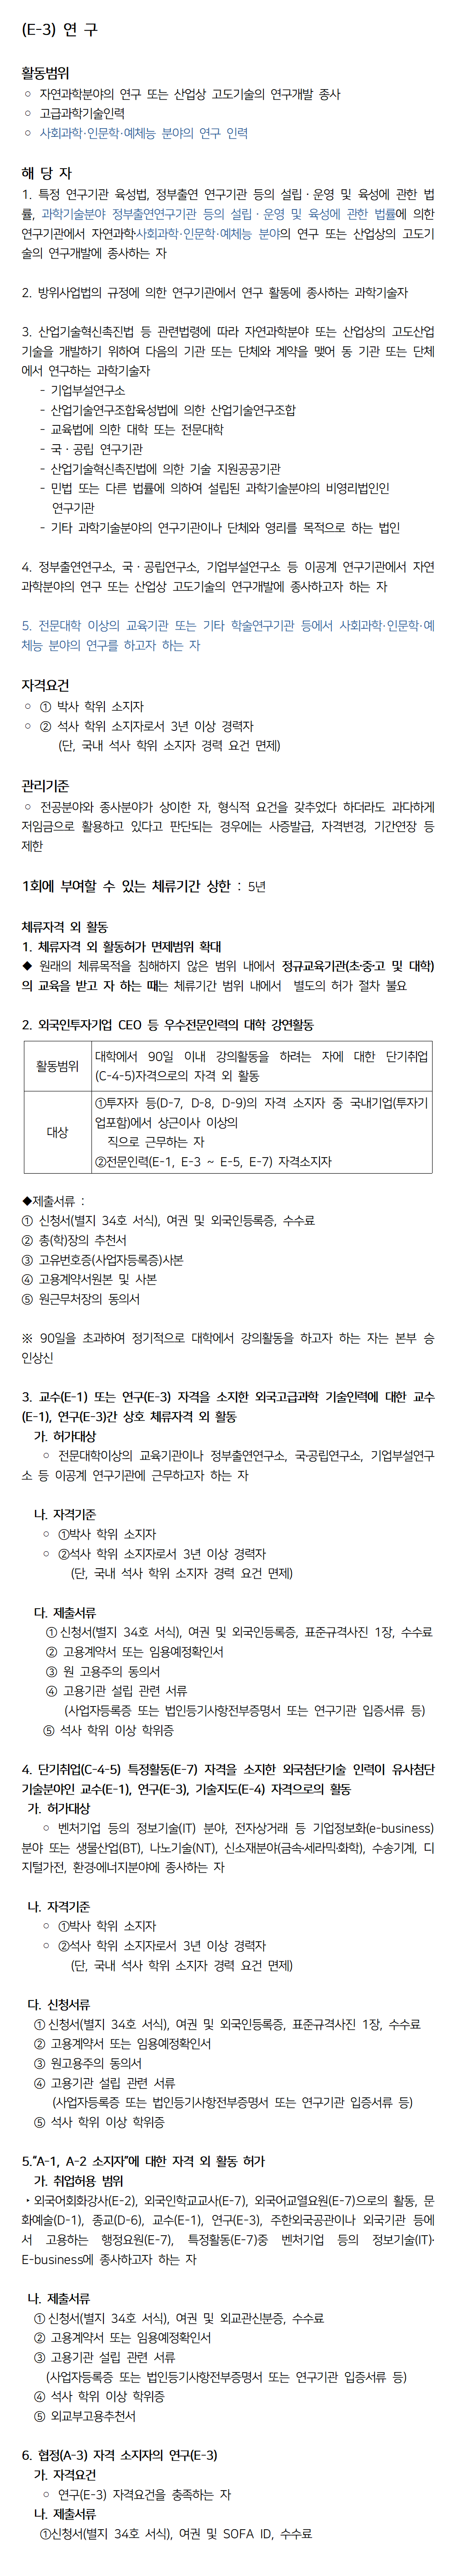 (E-3) 연 구
활동범위
○ 자연과학분야의 연구 또는 산업상 고도기술의 연구개발 종사
○ 고급과학기술인력
○ 사회과학·인문학·예체능 분야의 연구 인력
해 당 자
1. 특정 연구기관 육성법, 정부출연 연구기관 등의 설립ㆍ운영 및 육성에 관한 법
률, 과학기술분야 정부출연연구기관 등의 설립ㆍ운영 및 육성에 관한 법률에 의한
연구기관에서 자연과학·사회과학·인문학·예체능 분야의 연구 또는 산업상의 고도기
술의 연구개발에 종사하는 자
2. 방위사업법의 규정에 의한 연구기관에서 연구 활동에 종사하는 과학기술자
3. 산업기술혁신촉진법 등 관련법령에 따라 자연과학분야 또는 산업상의 고도산업
기술을 개발하기 위하여 다음의 기관 또는 단체와 계약을 맺어 동 기관 또는 단체
에서 연구하는 과학기술자
- 기업부설연구소
- 산업기술연구조합육성법에 의한 산업기술연구조합
- 교육법에 의한 대학 또는 전문대학
- 국ㆍ공립 연구기관
- 산업기술혁신촉진법에 의한 기술 지원공공기관
- 민법 또는 다른 법률에 의하여 설립된 과학기술분야의 비영리법인인
연구기관
- 기타 과학기술분야의 연구기관이나 단체와 영리를 목적으로 하는 법인
4. 정부출연연구소, 국ㆍ공립연구소, 기업부설연구소 등 이공계 연구기관에서 자연
과학분야의 연구 또는 산업상 고도기술의 연구개발에 종사하고자 하는 자
5. 전문대학 이상의 교육기관 또는 기타 학술연구기관 등에서 사회과학·인문학·예
체능 분야의 연구를 하고자 하는 자
자격요건
○ ① 박사 학위 소지자
○ ② 석사 학위 소지자로서 3년 이상 경력자
(단, 국내 석사 학위 소지자 경력 요건 면제)
관리기준
○ 전공분야와 종사분야가 상이한 자, 형식적 요건을 갖추었다 하더라도 과다하게
저임금으로 활용하고 있다고 판단되는 경우에는 사증발급, 자격변경, 기간연장 등
제한
1회에 부여할 수 있는 체류기간 상한 : 5년
체류자격 외 활동
1. 체류자격 외 활동허가 면제범위 확대
◆ 원래의 체류목적을 침해하지 않은 범위 내에서 정규교육기관(초·중·고 및 대학)
의 교육을 받고 자 하는 때는 체류기간 범위 내에서 별도의 허가 절차 불요
2. 외국인투자기업 CEO 등 우수전문인력의 대학 강연활동
활동범위
대학에서 90일 이내 강의활동을 하려는 자에 대한 단기취업
(C-4-5)자격으로의 자격 외 활동
대상
①투자자 등(D-7, D-8, D-9)의 자격 소지자 중 국내기업(투자기
업포함)에서 상근이사 이상의
직으로 근무하는 자
②전문인력(E-1, E-3 ~ E-5, E-7) 자격소지자
◆제출서류 :
① 신청서(별지 34호 서식), 여권 및 외국인등록증, 수수료
② 총(학)장의 추천서
③ 고유번호증(사업자등록증)사본
④ 고용계약서원본 및 사본
⑤ 원근무처장의 동의서
※ 90일을 초과하여 정기적으로 대학에서 강의활동을 하고자 하는 자는 본부 승
인상신
3. 교수(E-1) 또는 연구(E-3) 자격을 소지한 외국고급과학 기술인력에 대한 교수
(E-1), 연구(E-3)간 상호 체류자격 외 활동
가. 허가대상
○ 전문대학이상의 교육기관이나 정부출연연구소, 국·공립연구소, 기업부설연구
소 등 이공계 연구기관에 근무하고자 하는 자
나. 자격기준
○ ①박사 학위 소지자
○ ②석사 학위 소지자로서 3년 이상 경력자
(단, 국내 석사 학위 소지자 경력 요건 면제)
다. 제출서류
① 신청서(별지 34호 서식), 여권 및 외국인등록증, 표준규격사진 1장, 수수료
② 고용계약서 또는 임용예정확인서
③ 원 고용주의 동의서
④ 고용기관 설립 관련 서류
(사업자등록증 또는 법인등기사항전부증명서 또는 연구기관 입증서류 등)
⑤ 석사 학위 이상 학위증
4. 단기취업(C-4-5) 특정활동(E-7) 자격을 소지한 외국첨단기술 인력이 유사첨단
기술분야인 교수(E-1), 연구(E-3), 기술지도(E-4) 자격으로의 활동
가. 허가대상
○ 벤처기업 등의 정보기술(IT) 분야, 전자상거래 등 기업정보화(e-business)
분야 또는 생물산업(BT), 나노기술(NT), 신소재분야(금속·세라믹·화학), 수송기계, 디
지털가전, 환경·에너지분야에 종사하는 자
나. 자격기준
○ ①박사 학위 소지자
○ ②석사 학위 소지자로서 3년 이상 경력자
(단, 국내 석사 학위 소지자 경력 요건 면제)
다. 신청서류
① 신청서(별지 34호 서식), 여권 및 외국인등록증, 표준규격사진 1장, 수수료
② 고용계약서 또는 임용예정확인서
③ 원고용주의 동의서
④ 고용기관 설립 관련 서류
(사업자등록증 또는 법인등기사항전부증명서 또는 연구기관 입증서류 등)
⑤ 석사 학위 이상 학위증
5."A-1, A-2 소지자"에 대한 자격 외 활동 허가
가. 취업허용 범위
‣외국어회화강사(E-2), 외국인학교교사(E-7), 외국어교열요원(E-7)으로의 활동, 문
화예술(D-1), 종교(D-6), 교수(E-1), 연구(E-3), 주한외국공관이나 외국기관 등에
서 고용하는 행정요원(E-7), 특정활동(E-7)중 벤처기업 등의 정보기술(IT)·
E-business에 종사하고자 하는 자
나. 제출서류
① 신청서(별지 34호 서식), 여권 및 외교관신분증, 수수료
② 고용계약서 또는 임용예정확인서
③ 고용기관 설립 관련 서류
(사업자등록증 또는 법인등기사항전부증명서 또는 연구기관 입증서류 등)
④ 석사 학위 이상 학위증
⑤ 외교부고용추천서
6. 협정(A-3) 자격 소지자의 연구(E-3)
가. 자격요건
○ 연구(E-3) 자격요건을 충족하는 자
나. 제출서류
①신청서(별지 34호 서식), 여권 및 SOFA ID, 수수료